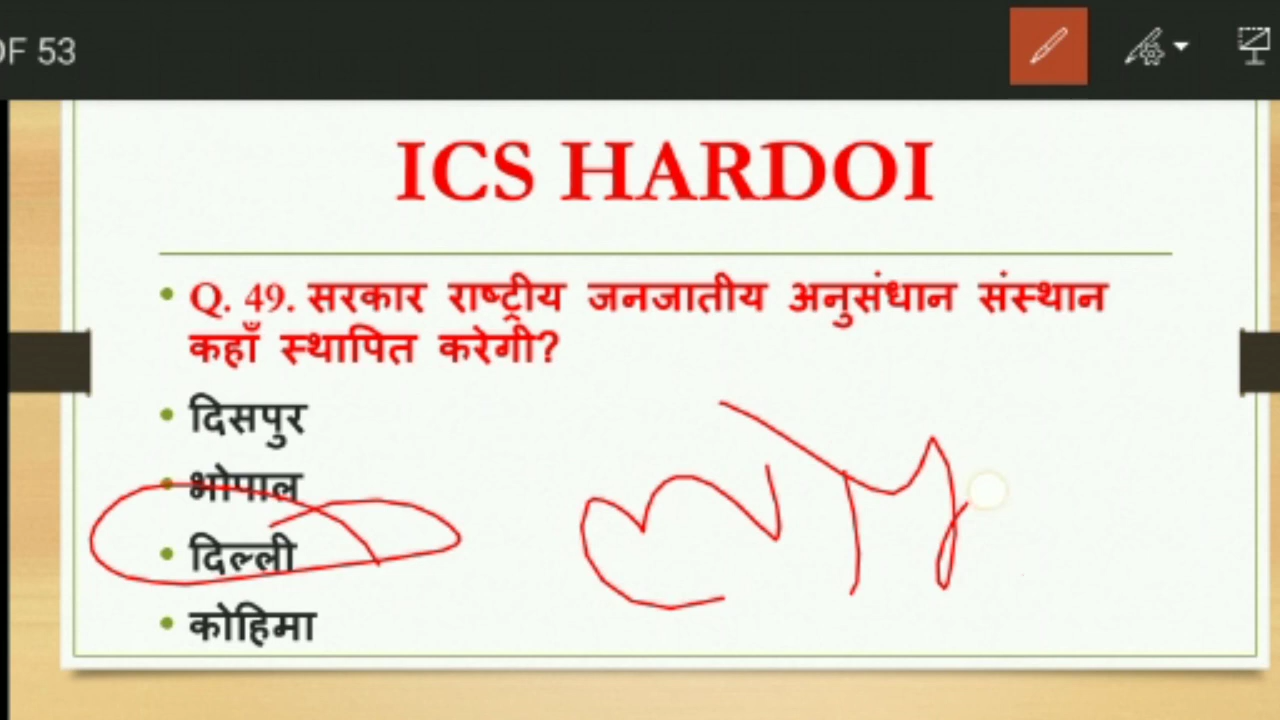 OF 53
ICS HARDOI
Q. 49. सरकार राष्ट्रीय जनजातीय अनुसंधान संस्थान
कहाँ स्थापित करेगी?
दिसपुर
भोपाल
दिल्ली
कोहिमा